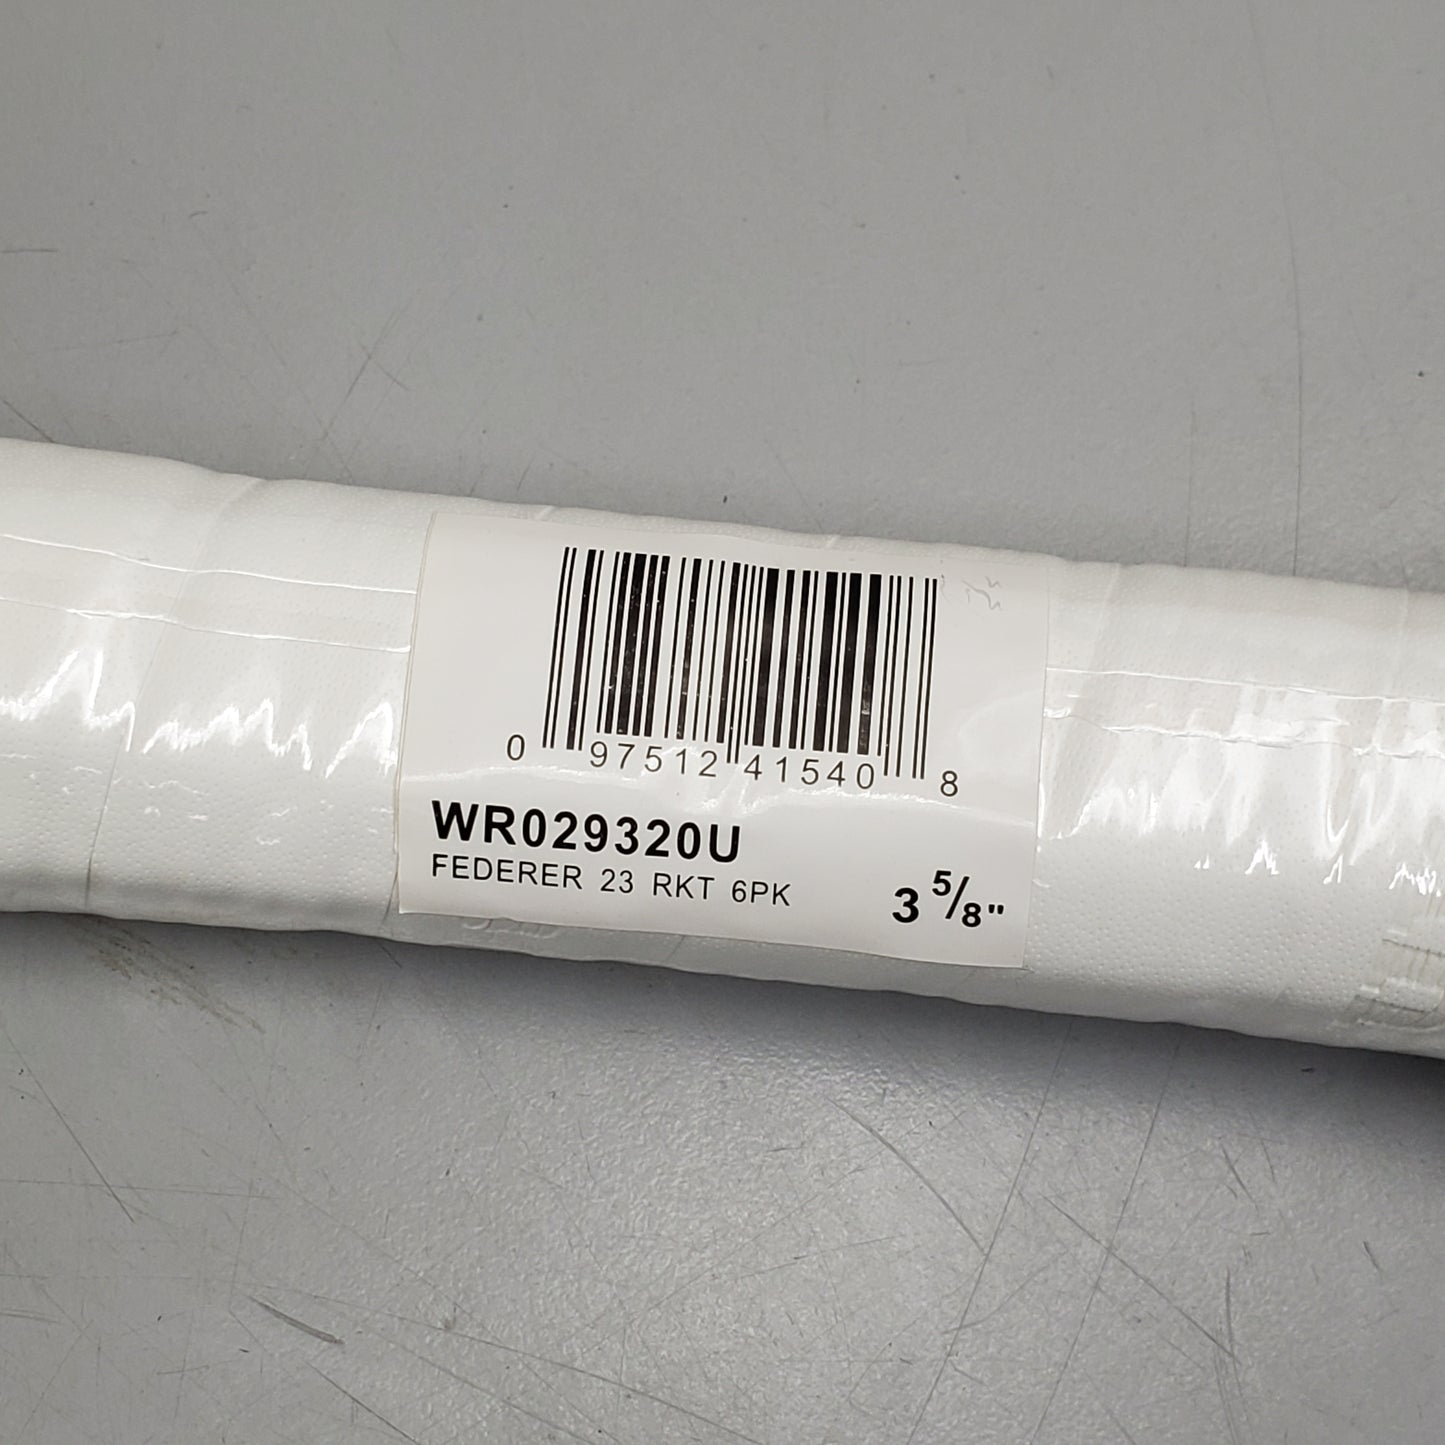 0 97512 41540 8
WR029320U
FEDERER 23 RKT 6PK
3 5/8"